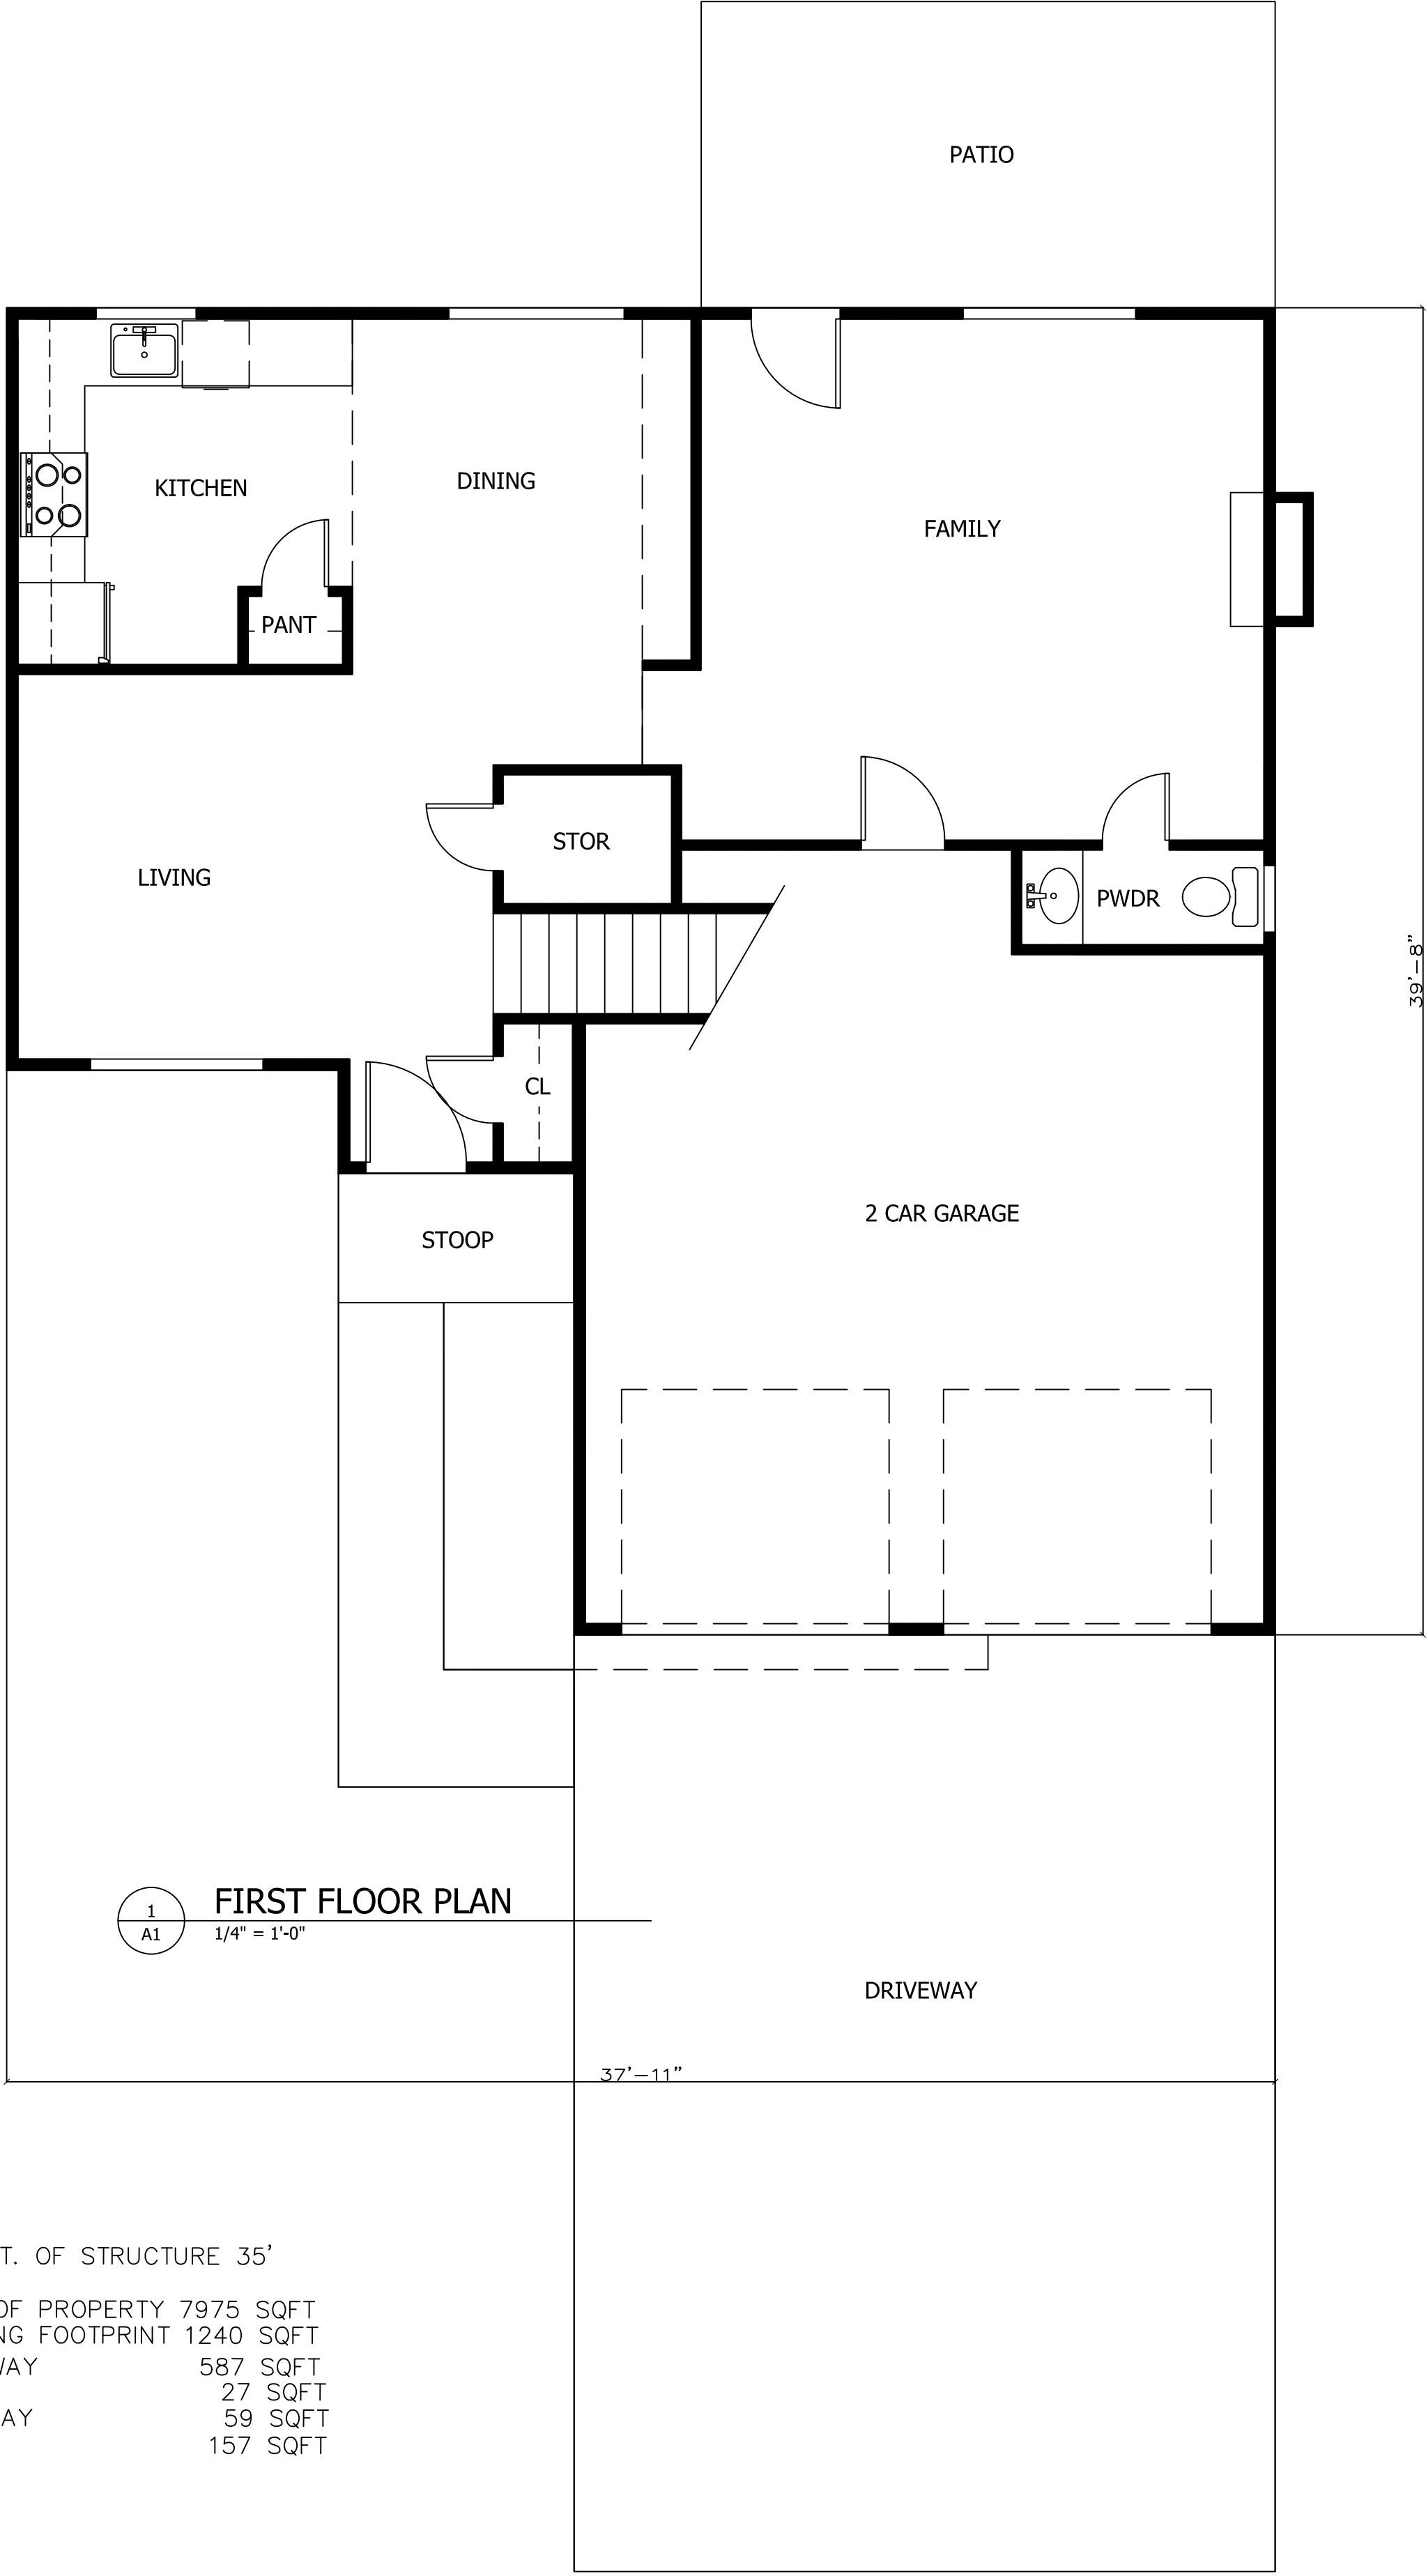 PATIO
KITCHEN
DINING
FAMILY
PANT
STOR
LIVING
PWDR
39'-8"
CL
2 CAR GARAGE
STOOP
1
A1
FIRST FLOOR PLAN
1/4" = 1'-0"
DRIVEWAY
37'-11"
T. OF STRUCTURE 35'
OF PROPERTY 7975 SQFT
NG FOOTPRINT 1240 SQFT
WAY 587 SQFT
27 SQFT
AY 59 SQFT
157 SQFT